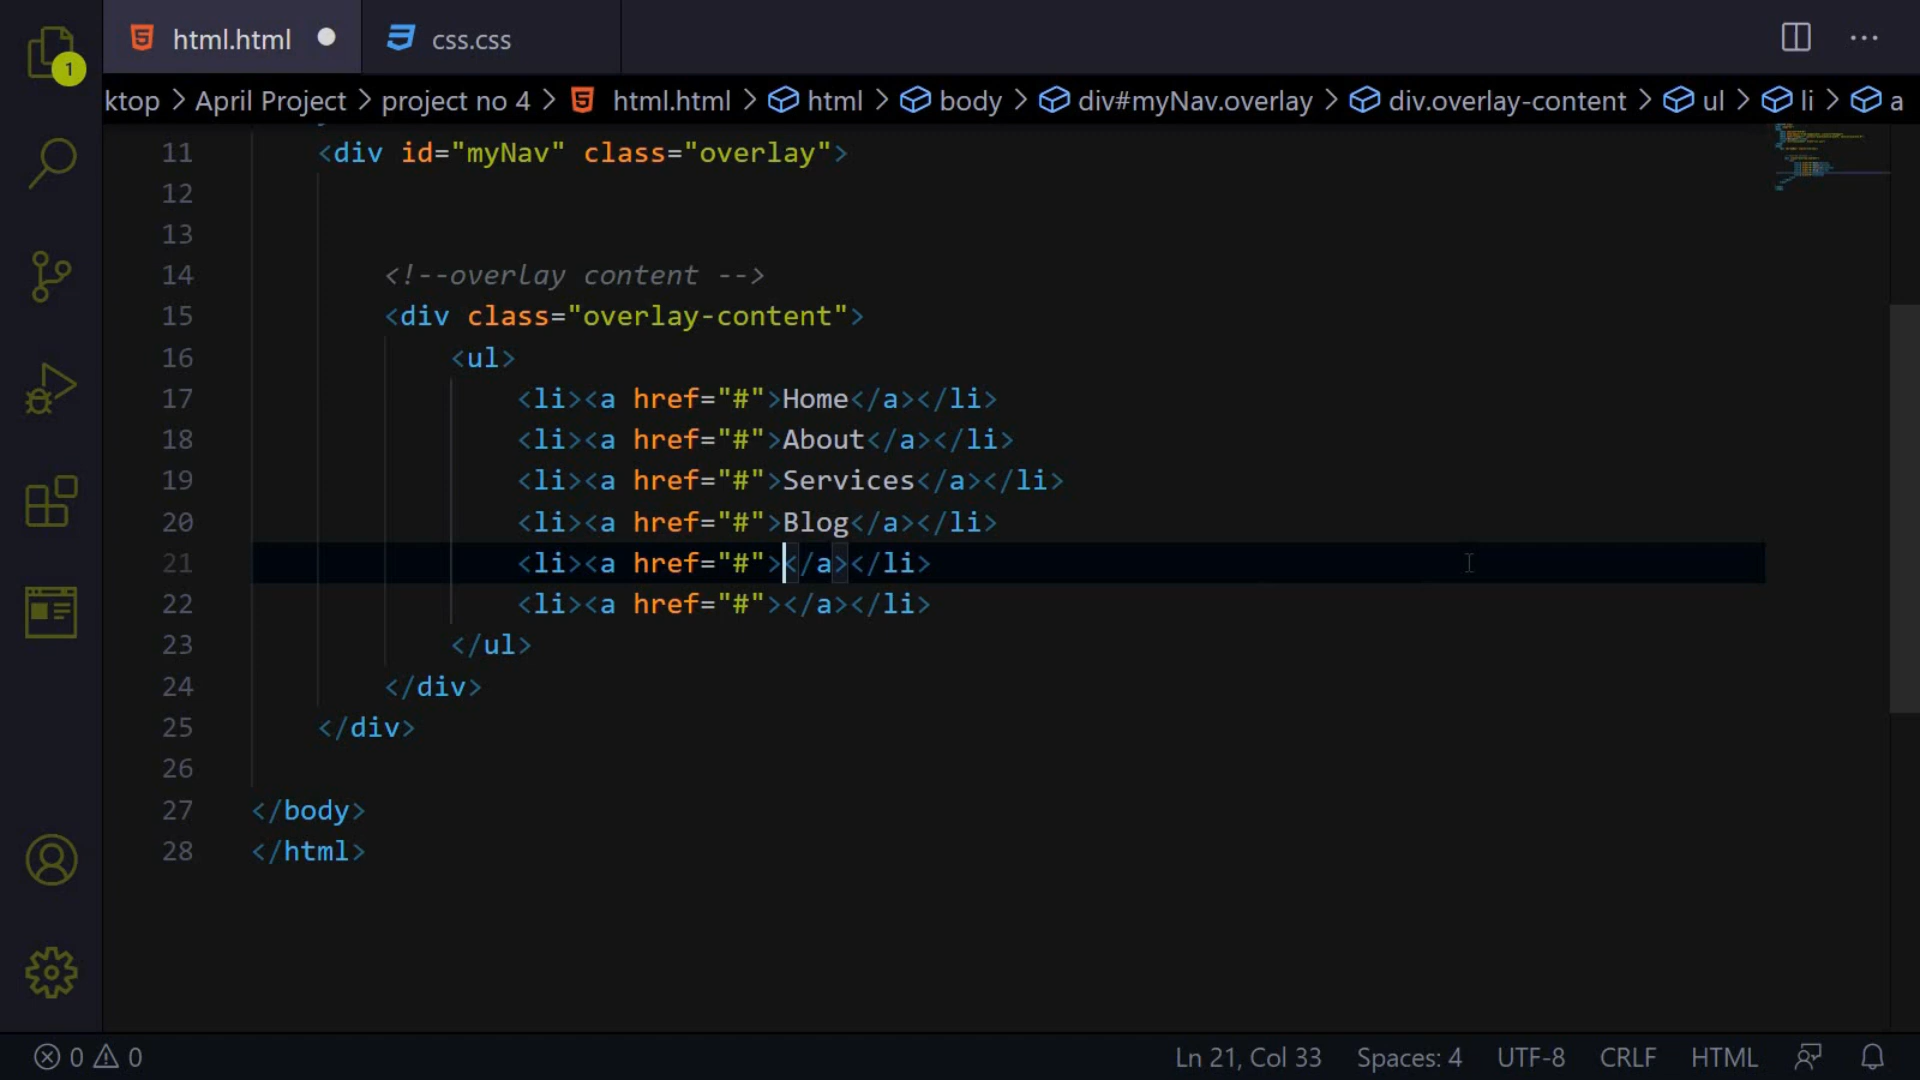 html.html
css.css
1
ktop > April Project > project no 4 > html.html > html > body > div#myNav.overlay > div.overlay-content > ul > li > a
11 <div id="myNav" class="overlay">
12
13
14 <!--overlay content -->
15 <div class="overlay-content">
16 <ul>
17 <li><a href="#">Home</a></li>
18 <li><a href="#">About</a></li>
19 <li><a href="#">Services</a></li>
20 <li><a href="#">Blog</a></li>
21 <li><a href="#"></a></li>
22 <li><a href="#"></a></li>
23 </ul>
24 </div>
25 </div>
26
27 </body>
28 </html>
0 0 Ln 21, Col 33 Spaces: 4 UTF-8 CRLF HTML